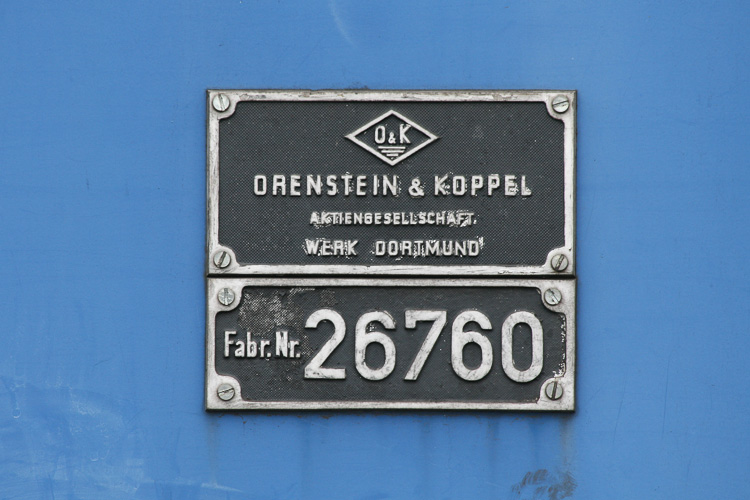 O&K
ORENSTEIN & KOPPEL
AKTIENGESELLSCHAFT.
WERK DORTMUND
Fabr. Nr. 26760